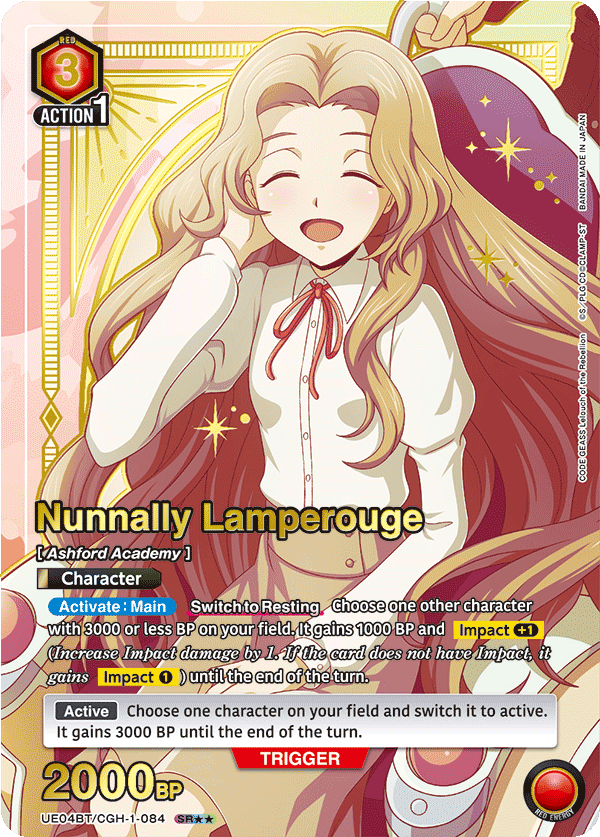 RED
3
ACTION 1
BANDAI MADE IN JAPAN
©S/PLG CD©CLAMP・ST
CODE GEASS Lelouch of the Rebellion
Nunnally Lamperouge
[ Ashford Academy ]
Character
Activate: Main Switch to Resting Choose one other character
with 3000 or less BP on your field. It gains 1000 BP and Impact +1
(Increase Impact damage by 1. If the card does not have Impact, it
gains Impact 1 ) until the end of the turn.
Active Choose one character on your field and switch it to active.
It gains 3000 BP until the end of the turn.
TRIGGER
2000 BP
UE04BT/CGH-1-084 SR★★
RED ENERGY